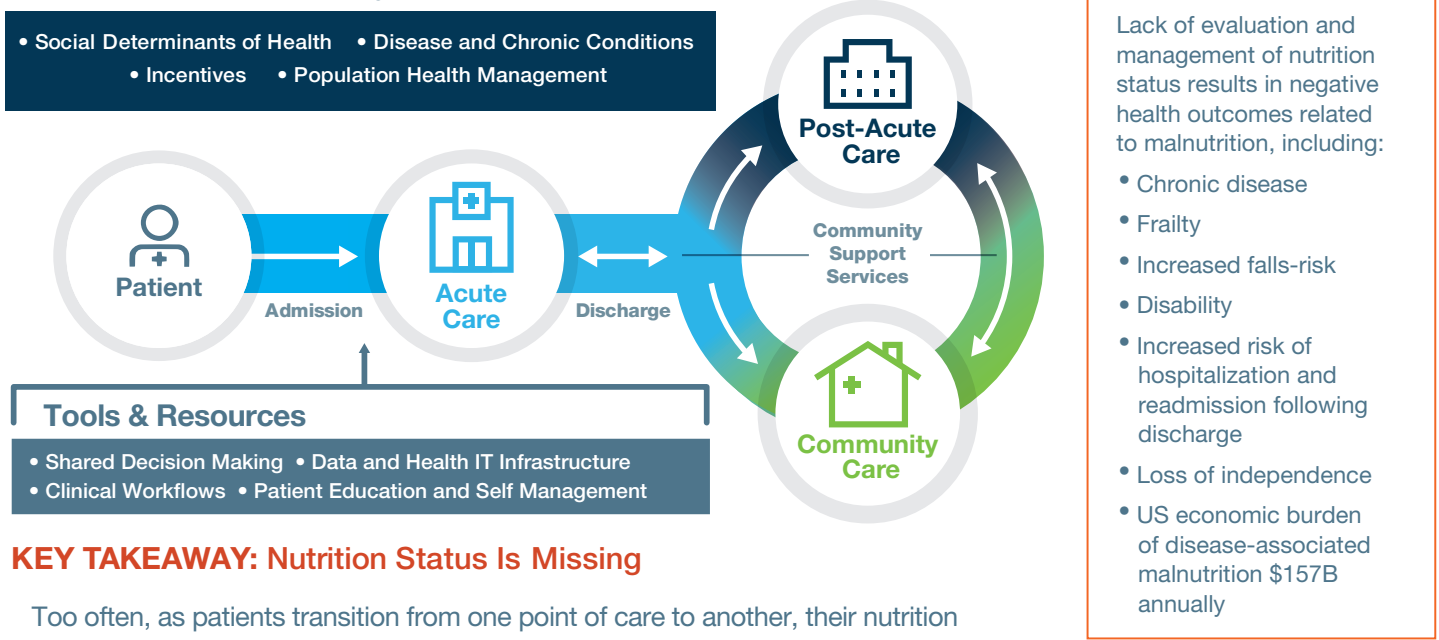 • Social Determinants of Health • Disease and Chronic Conditions
• Incentives • Population Health Management
Patient
Admission
Acute
Care
Discharge
Post-Acute
Care
Community
Support
Services
Community
Care
Tools & Resources
• Shared Decision Making • Data and Health IT Infrastructure
• Clinical Workflows • Patient Education and Self Management
KEY TAKEAWAY: Nutrition Status Is Missing
Too often, as patients transition from one point of care to another, their nutrition
Lack of evaluation and
management of nutrition
status results in negative
health outcomes related
to malnutrition, including:
• Chronic disease
• Frailty
• Increased falls-risk
• Disability
• Increased risk of
hospitalization and
readmission following
discharge
• Loss of independence
• US economic burden
of disease-associated
malnutrition $157B
annually